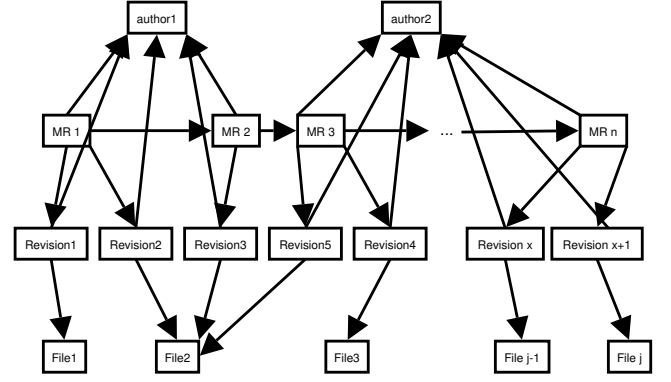 author1
author2
MR 1
MR 2
MR 3
...
MR n
Revision1
Revision2
Revision3
Revision5
Revision4
Revision x
Revision x+1
File1
File2
File3
File j-1
File j